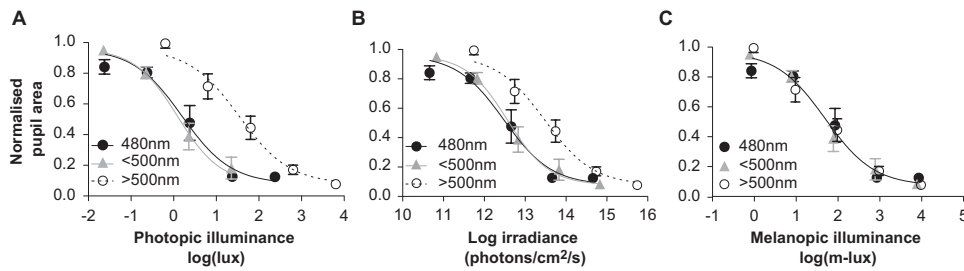 A
Normalised
pupil area
1.0
0.8
0.6
0.4
0.2
0.0
480nm
<500nm
>500nm
-2 -1 0 1 2 3 4
Photopic illuminance
log(lux)
B
1.0
0.8
0.6
0.4
0.2
0.0
480nm
<500nm
>500nm
10 11 12 13 14 15 16
Log irradiance
(photons/cm²/s)
C
1.0
0.8
0.6
0.4
0.2
0.0
480nm
<500nm
>500nm
-1 0 1 2 3 4 5
Melanopic illuminance
log(m-lux)